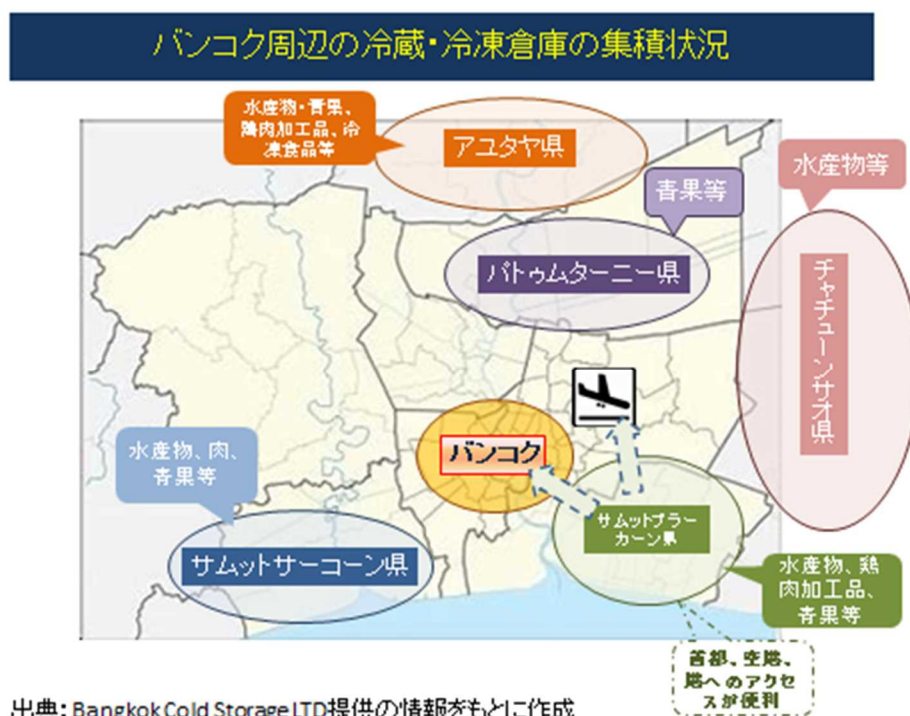 バンコク周辺の冷蔵・冷凍倉庫の集積状況
水産物・青果、
鶏肉加工品、冷
凍食品等
アユタヤ県
水産物等
青果等
パトゥムターニー県
チャチューンサオ県
バンコク
水産物、肉、
青果等
サムットプラー
カーン県
サムットサーコーン県
水産物、鶏
肉加工品、
青果等
首都、空港、
港へのアクセ
スが便利
出典：Bangkok Cold Storage LTD提供の情報をもとに作成